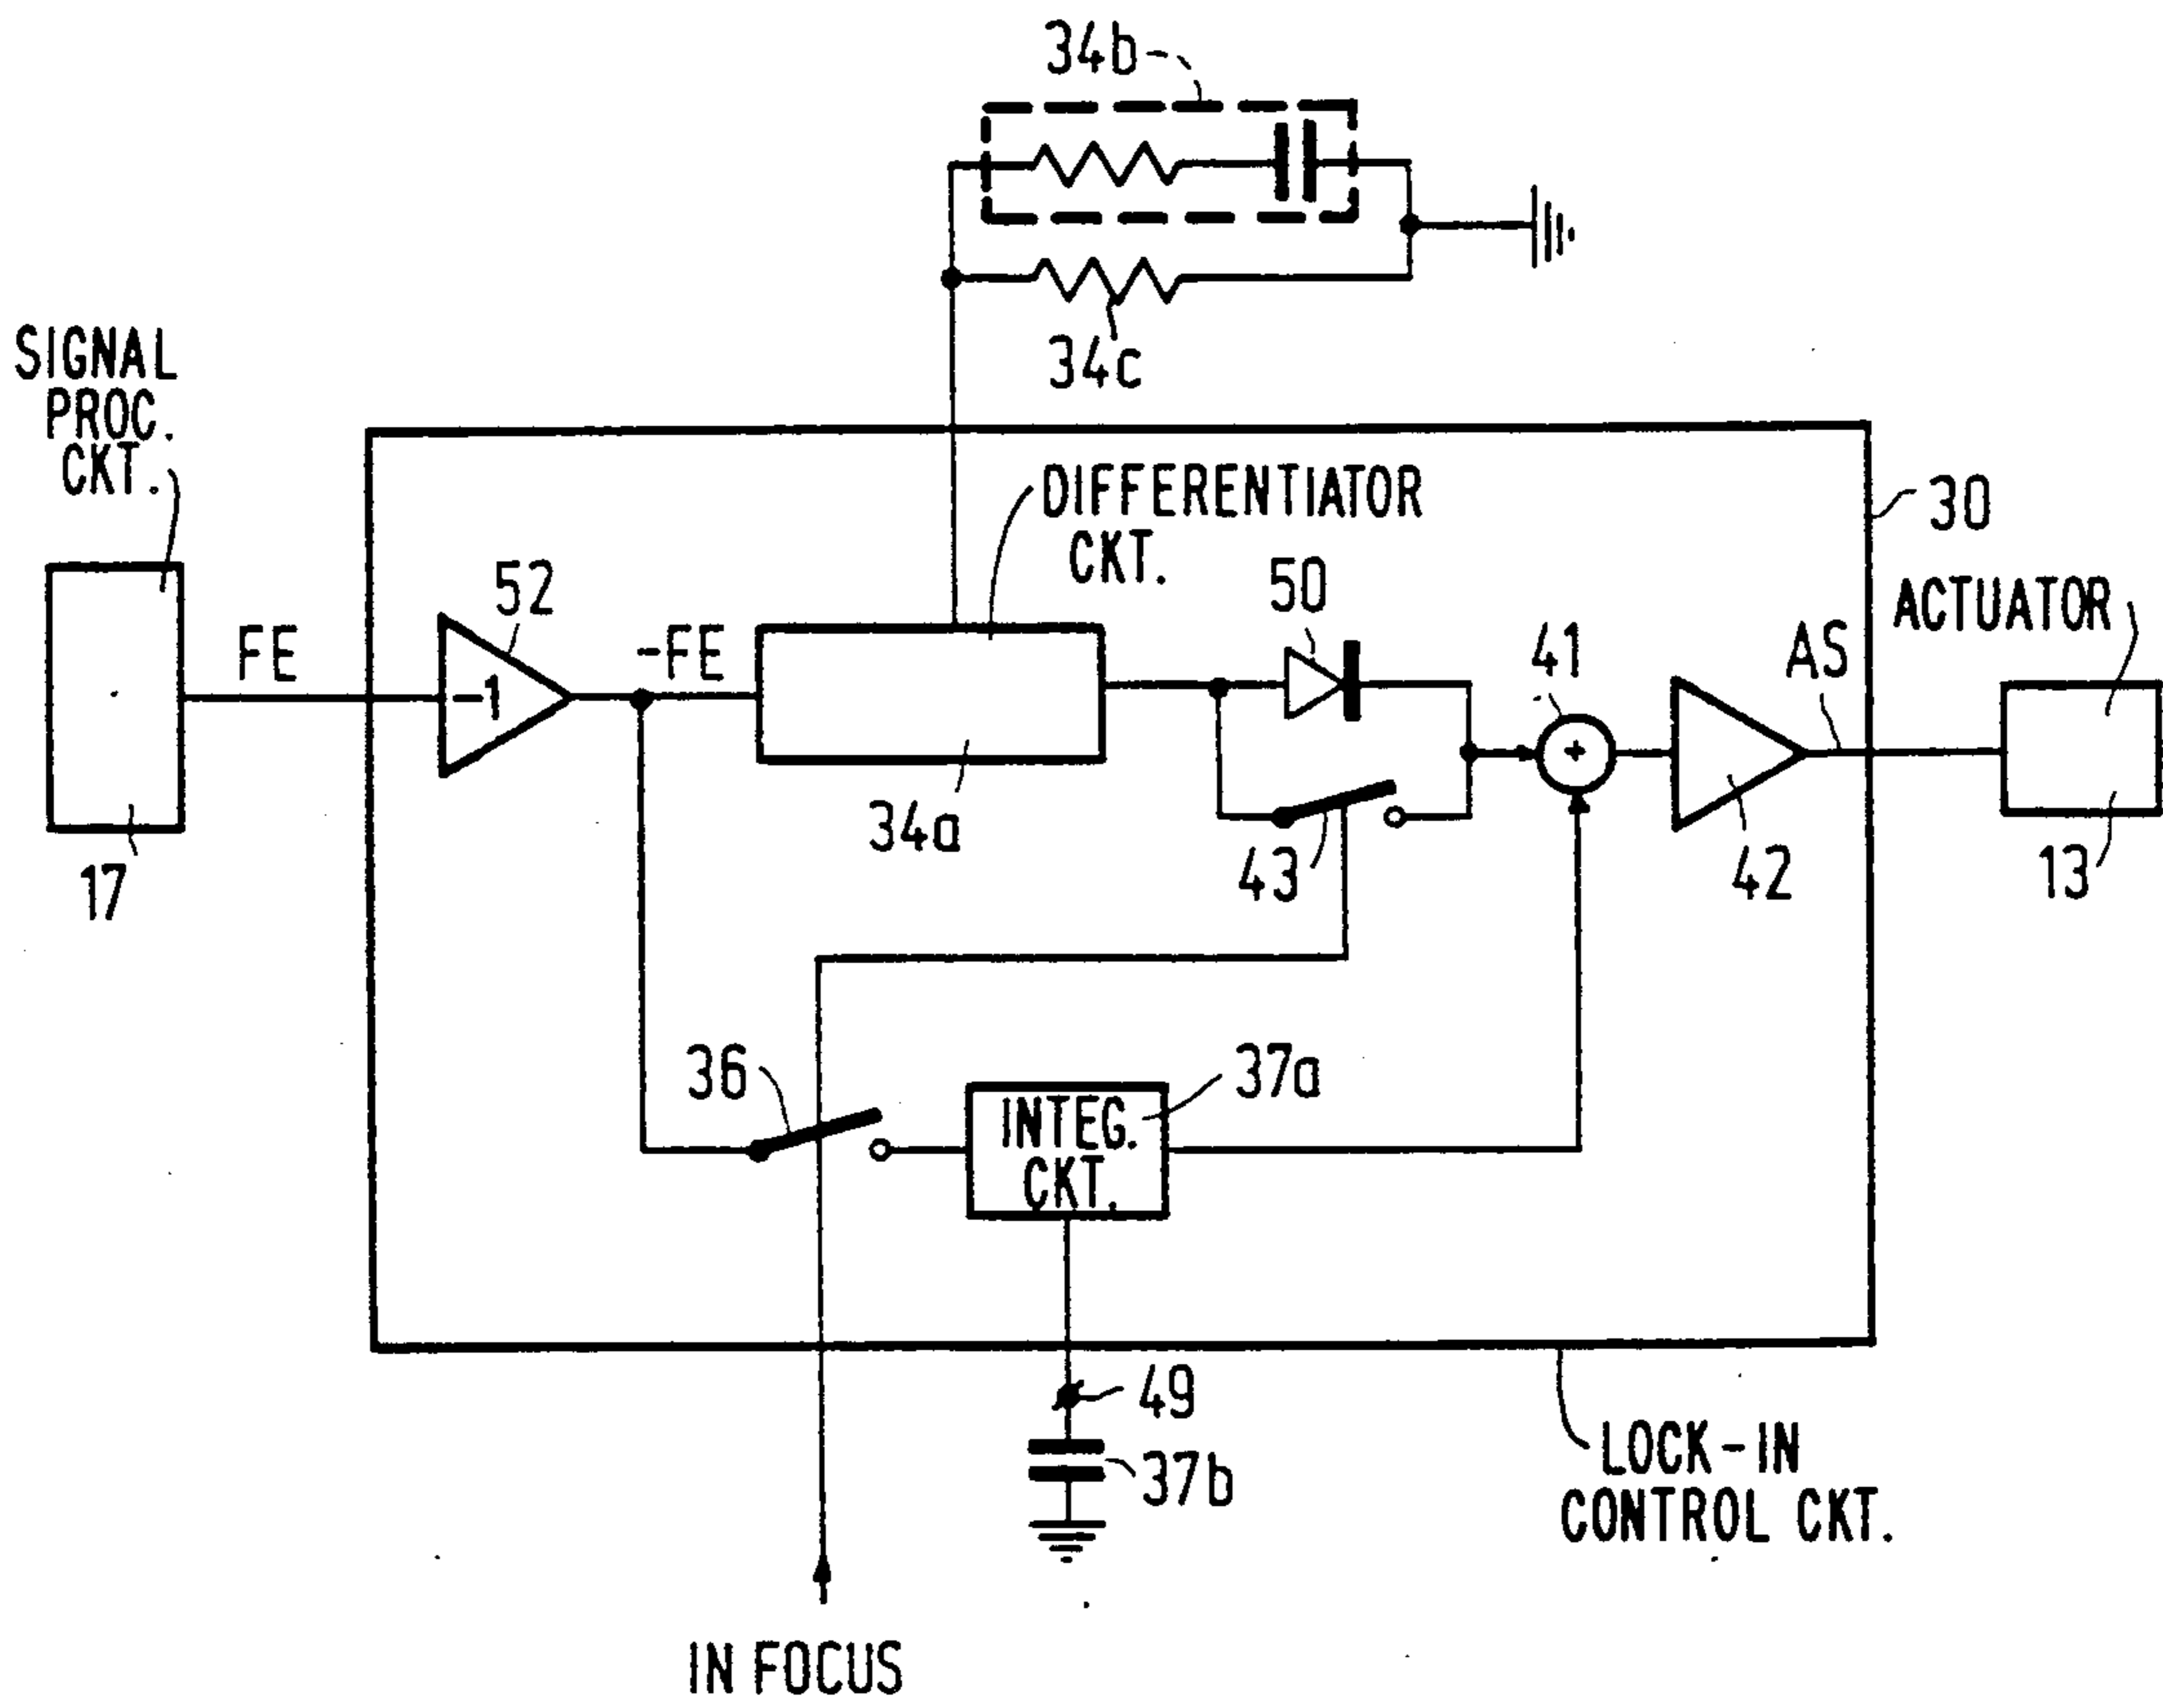 34b
34c
SIGNAL
PROC.
CKT.
DIFFERENTIATOR
CKT.
30
ACTUATOR
52
50
41
FE
-FE
AS
-1
+
34a
43
42
17
13
36
37a
INTEG.
CKT.
49
37b
LOCK-IN
CONTROL CKT.
IN FOCUS